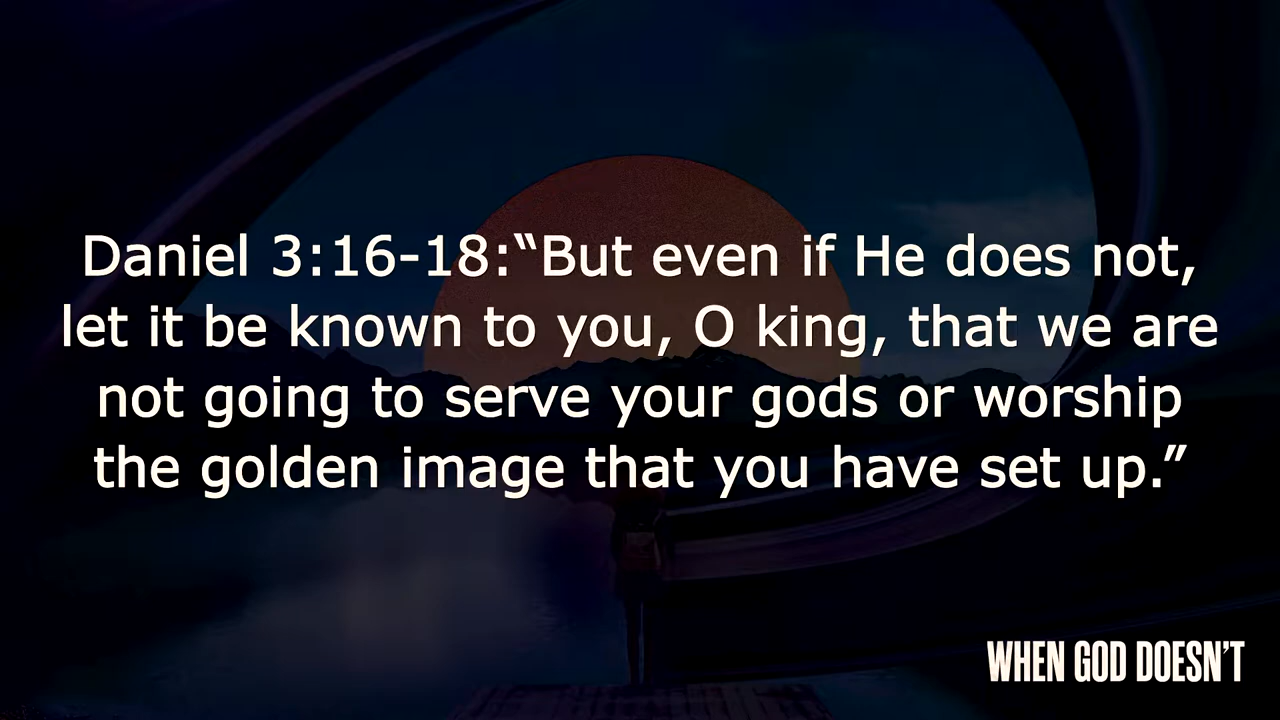 Daniel 3:16-18:“But even if He does not,
let it be known to you, O king, that we are
not going to serve your gods or worship
the golden image that you have set up.”
WHEN GOD DOESN'T